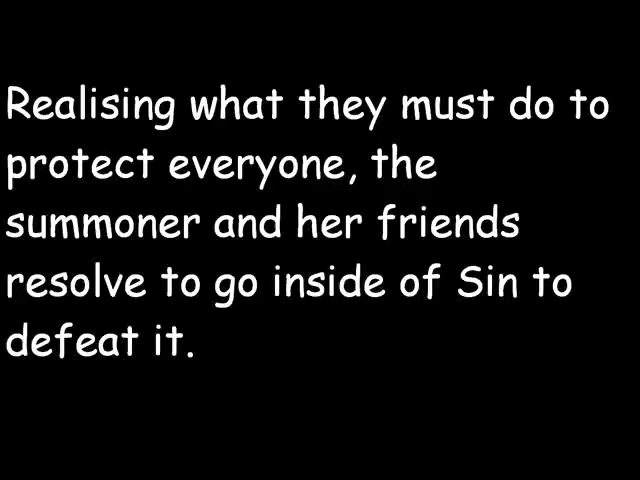 Realising what they must do to
protect everyone, the
summoner and her friends
resolve to go inside of Sin to
defeat it.